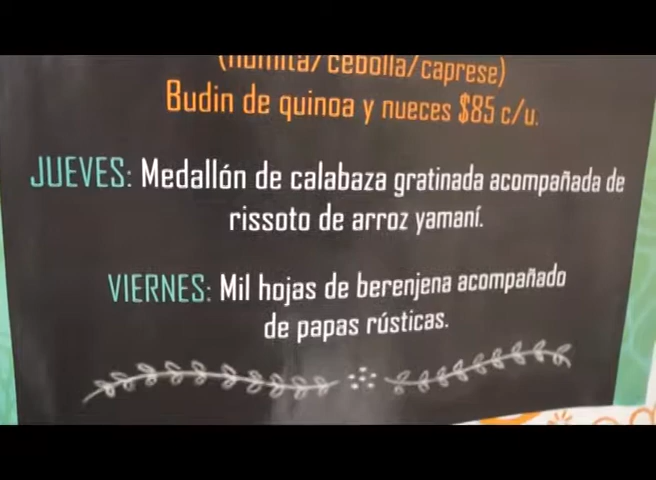 (humita/cebolla/caprese)
Budin de quinoa y nueces $85 c/u.
JUEVES: Medallón de calabaza gratinada acompañada de
rissoto de arroz yamaní.
VIERNES: Mil hojas de berenjena acompañado
de papas rústicas.